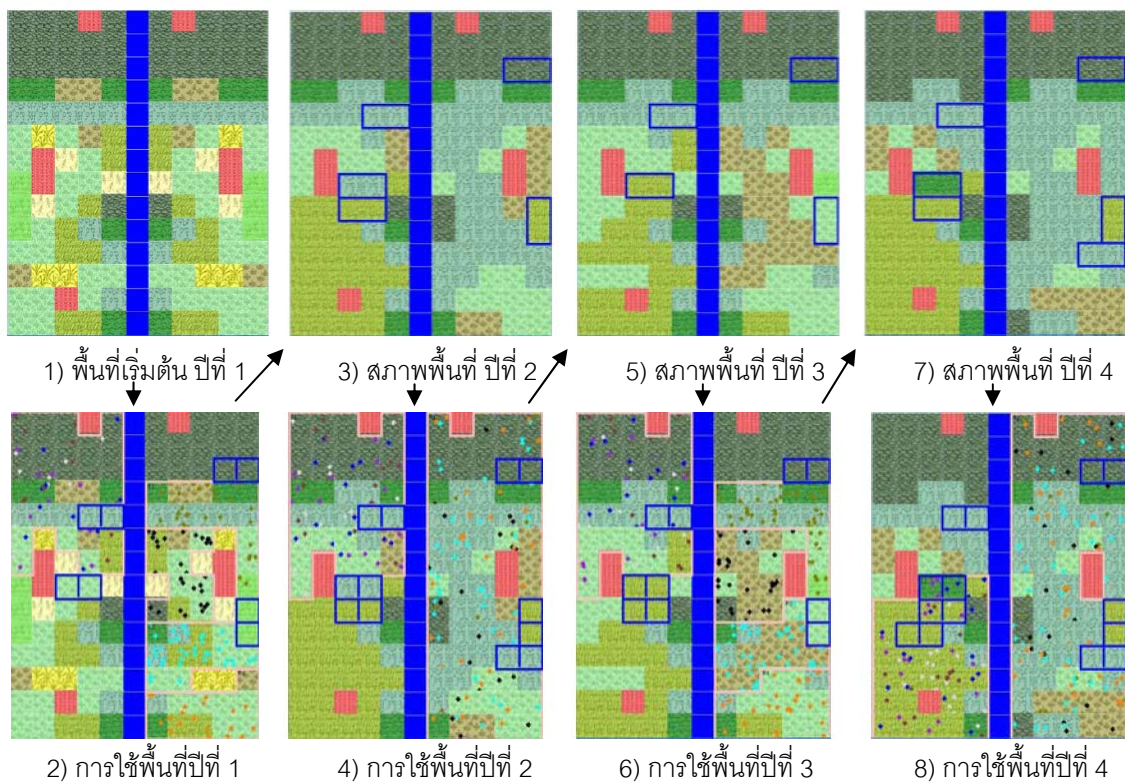 1) พื้นที่เริ่มต้น ปีที่ 1
3) สภาพพื้นที่ ปีที่ 2
5) สภาพพื้นที่ ปีที่ 3
7) สภาพพื้นที่ ปีที่ 4
2) การใช้พื้นที่ปีที่ 1
4) การใช้พื้นที่ปีที่ 2
6) การใช้พื้นที่ปีที่ 3
8) การใช้พื้นที่ปีที่ 4